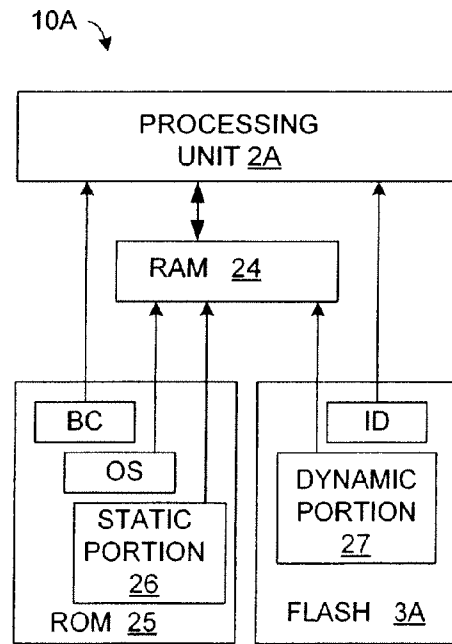 10A
PROCESSING
UNIT 2A
RAM 24
BC
OS
STATIC
PORTION
26
ROM 25
ID
DYNAMIC
PORTION
27
FLASH 3A